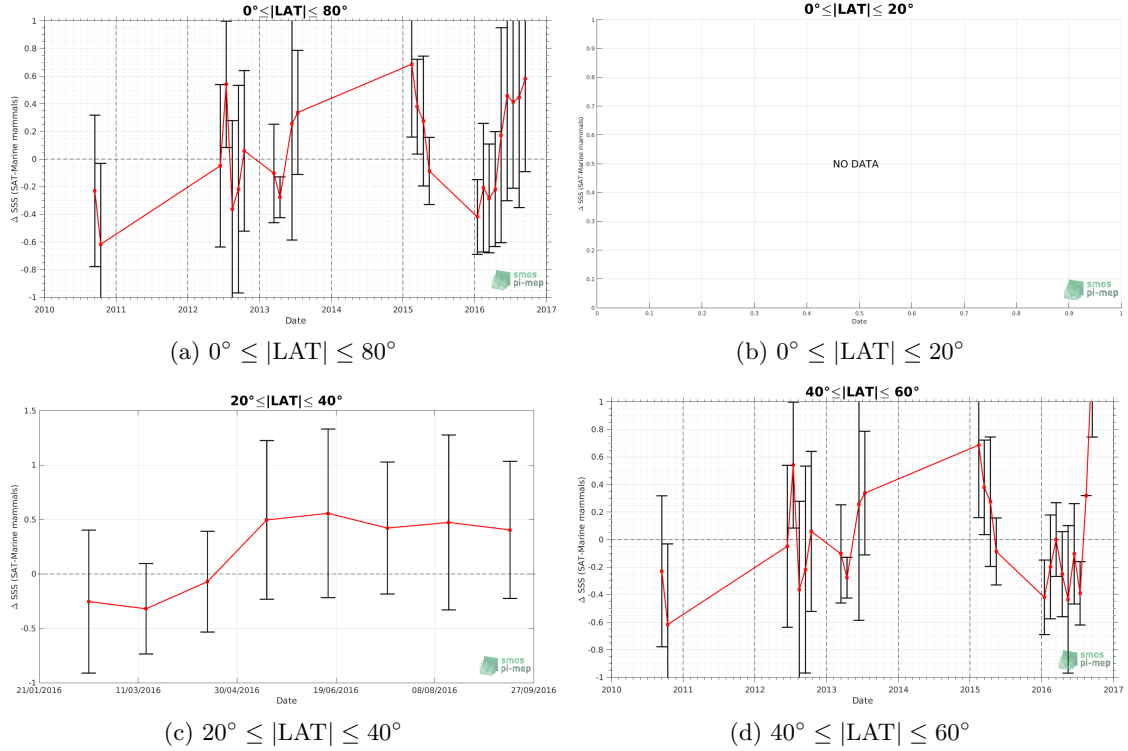 0°≤|LAT|≤ 80°
Δ SSS (SAT-Marine mammals)
1
0.8
0.6
0.4
0.2
0
-0.2
-0.4
-0.6
-0.8
-1
2010 2011 2012 2013 2014 2015 2016 2017
Date
smos
pi-mep
(a) 0° ≤ |LAT| ≤ 80°
0°≤|LAT|≤ 20°
Δ SSS (SAT-Marine mammals)
1
0.9
0.8
0.7
0.6
0.5
0.4
0.3
0.2
0.1
0
NO DATA
0 0.1 0.2 0.3 0.4 0.5 0.6 0.7 0.8 0.9 1
Date
smos
pi-mep
(b) 0° ≤ |LAT| ≤ 20°
20°≤|LAT|≤ 40°
Δ SSS (SAT-Marine mammals)
1.5
1
0.5
0
-0.5
-1
21/01/2016 11/03/2016 30/04/2016 19/06/2016 08/08/2016 27/09/2016
Date
smos
pi-mep
(c) 20° ≤ |LAT| ≤ 40°
40°≤|LAT|≤ 60°
Δ SSS (SAT-Marine mammals)
1
0.8
0.6
0.4
0.2
0
-0.2
-0.4
-0.6
-0.8
-1
2010 2011 2012 2013 2014 2015 2016 2017
Date
smos
pi-mep
(d) 40° ≤ |LAT| ≤ 60°